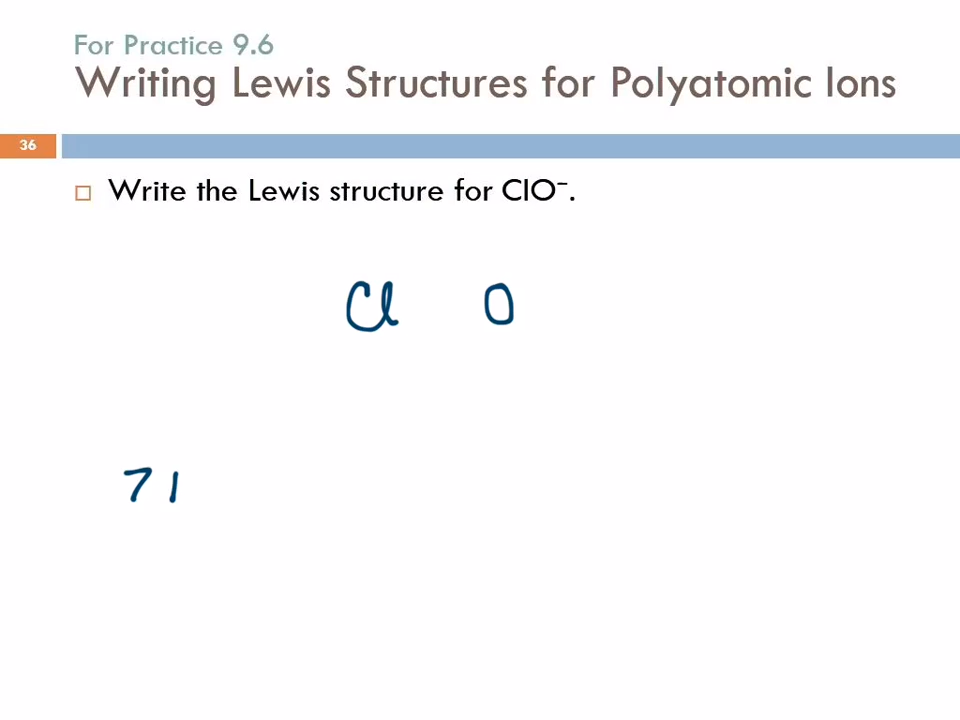 For Practice 9.6
Writing Lewis Structures for Polyatomic Ions
36
Write the Lewis structure for ClO⁻.
Cl O
7 1